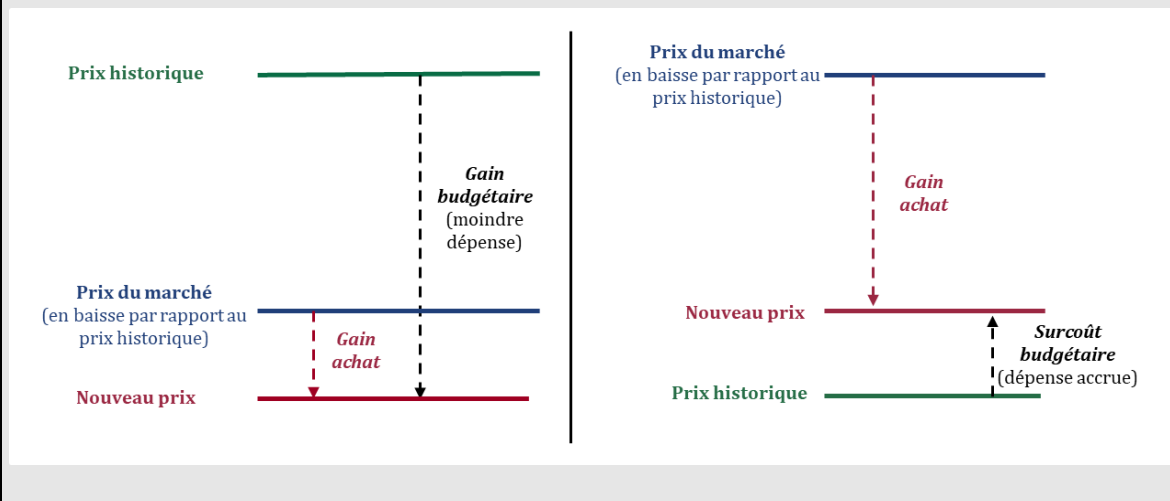 Prix historique
Gain
budgétaire
(moindre
dépense)
Prix du marché
(en baisse par rapport au
prix historique)
Gain
achat
Nouveau prix
Prix du marché
(en baisse par rapport au
prix historique)
Gain
achat
Nouveau prix
Surcoût
budgétaire
(dépense accrue)
Prix historique